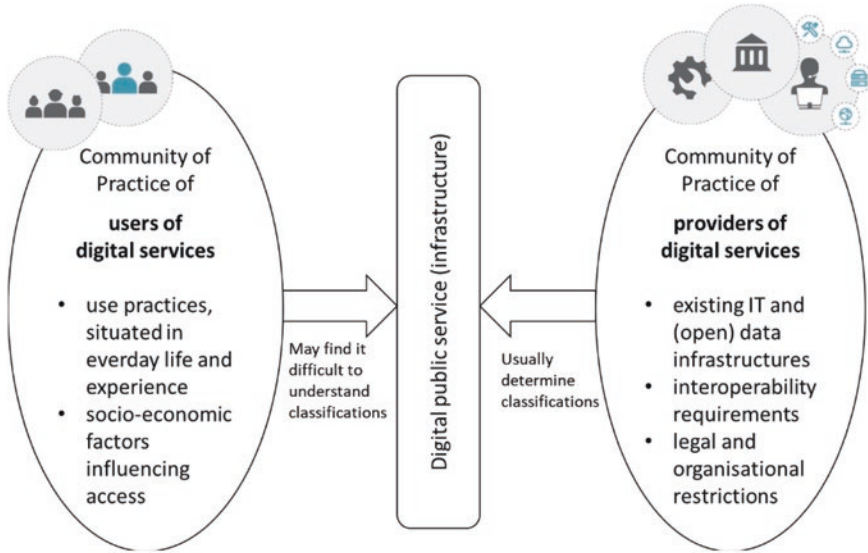 Community of
Practice of
users of
digital services
• use practices,
situated in
everyday life and
experience
• socio-economic
factors
influencing
access
May find it
difficult to
understand
classifications
Digital public service (infrastructure)
Usually
determine
classifications
Community of
Practice of
providers of
digital services
• existing IT and
(open) data
infrastructures
• interoperability
requirements
• legal and
organisational
restrictions